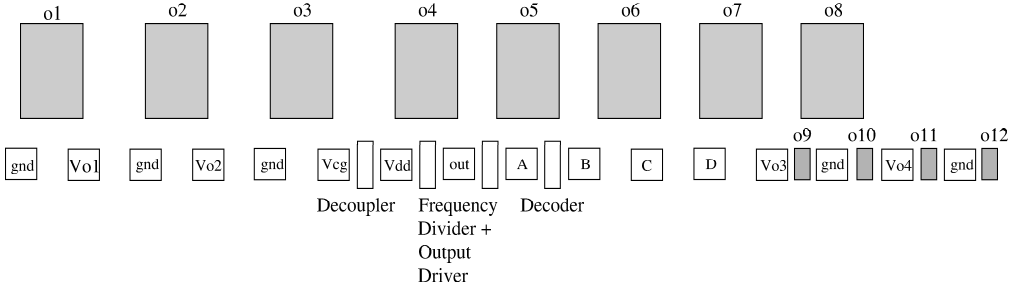 o1 o2 o3 o4 o5 o6 o7 o8
o9 o10 o11 o12
gnd Vo1 gnd Vo2 gnd Vcg Vdd out A B C D Vo3 gnd Vo4 gnd
Decoupler Frequency Decoder
Divider +
Output
Driver